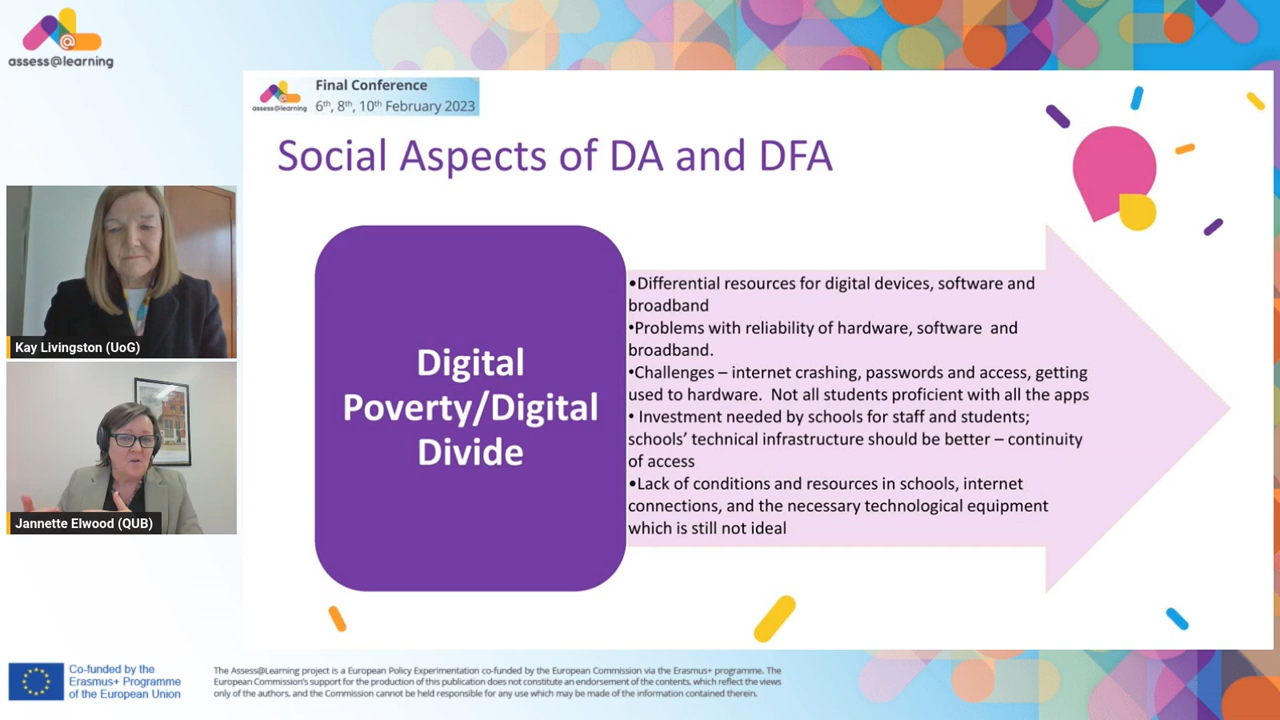 @
assess@learning
assess@learning
Final Conference
6th, 8th, 10th February 2023
Social Aspects of DA and DFA
Kay Livingston (UoG)
Jannette Elwood (QUB)
Digital
Poverty/Digital
Divide
•Differential resources for digital devices, software and
broadband
•Problems with reliability of hardware, software and
broadband.
•Challenges – internet crashing, passwords and access, getting
used to hardware. Not all students proficient with all the apps
• Investment needed by schools for staff and students;
schools’ technical infrastructure should be better – continuity
of access
•Lack of conditions and resources in schools, internet
connections, and the necessary technological equipment
which is still not ideal
Co-funded by the
Erasmus+ Programme
of the European Union
The Assess@Learning project is a European Policy Experimentation co-funded by the European Commission via the Erasmus+ programme. The
European Commission's support for the production of this publication does not constitute an endorsement of the contents, which reflect the views
only of the authors, and the Commission cannot be held responsible for any use which may be made of the information contained therein.